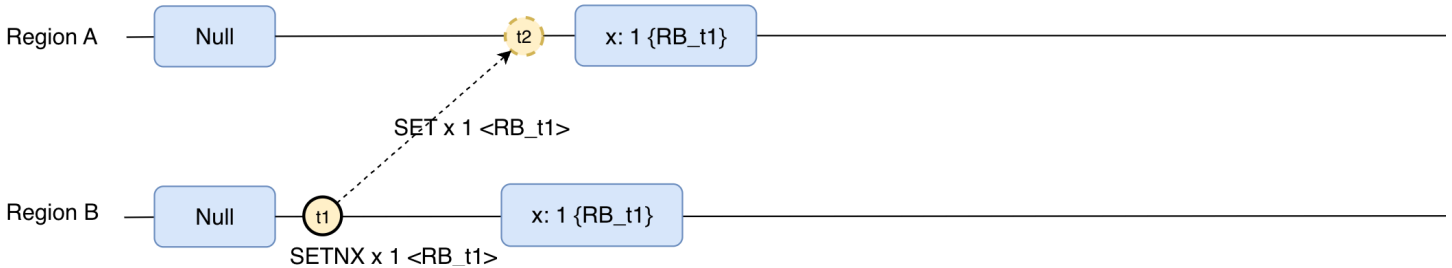 Region A
Null
t2
x: 1 {RB_t1}
SET x 1 <RB_t1>
Region B
Null
t1
x: 1 {RB_t1}
SETNX x 1 <RB_t1>